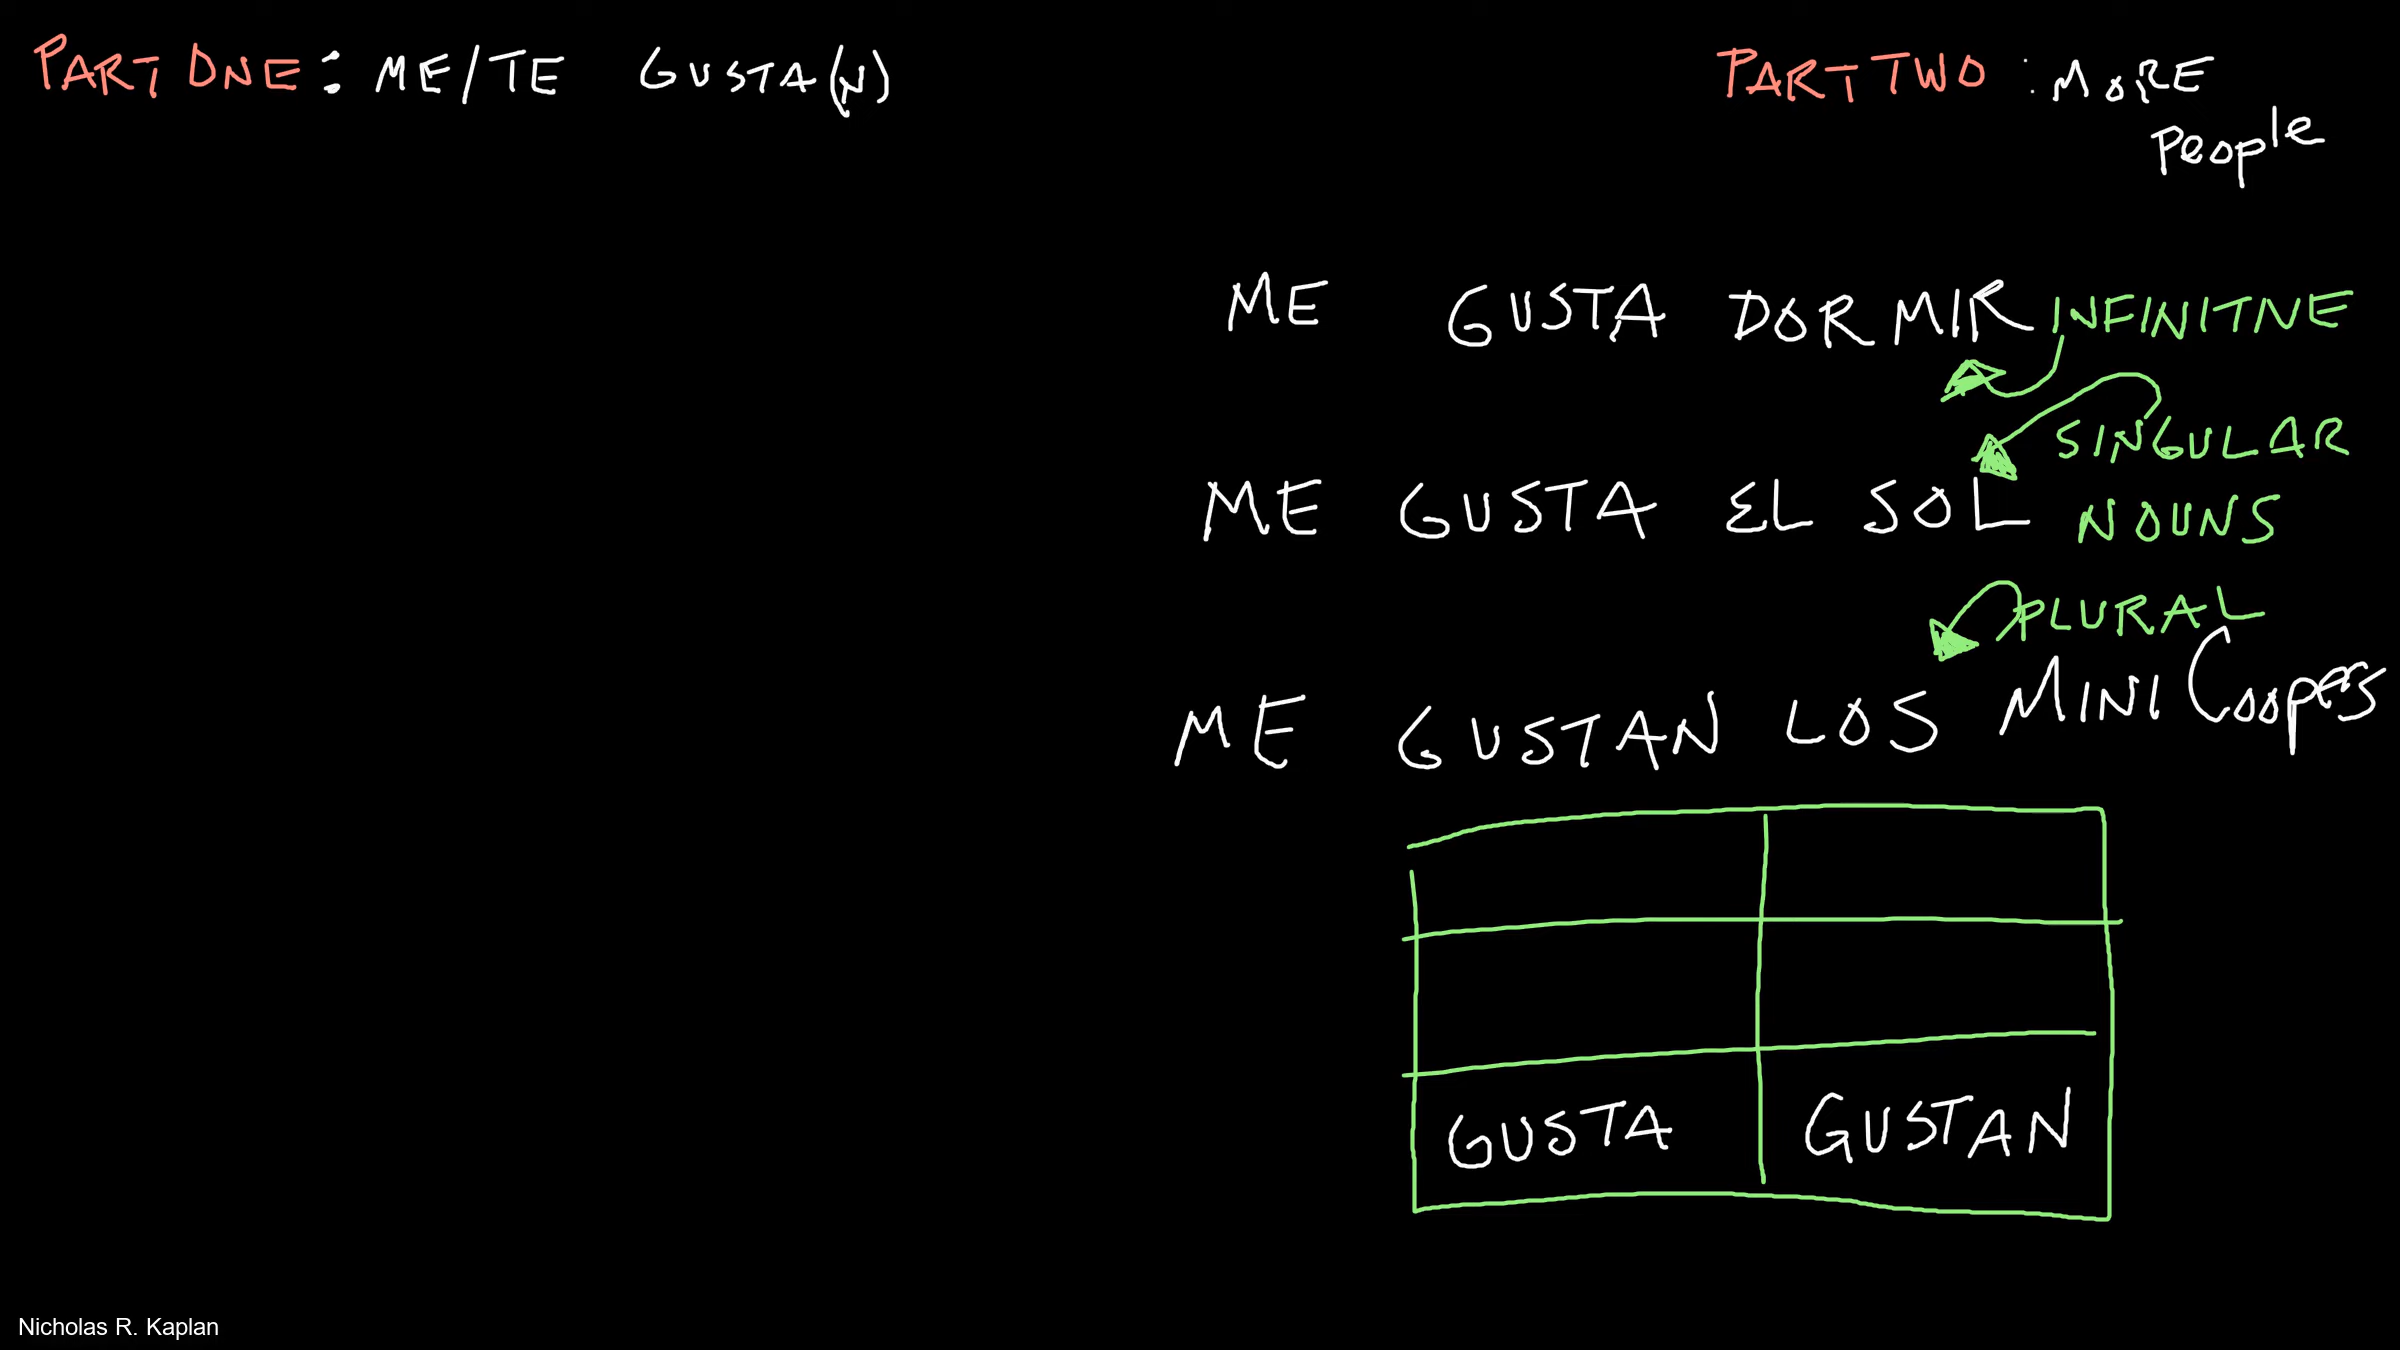 PART ONE: ME/TE GUSTA(N)
PART TWO: MORE
People
ME GUSTA DORMIR INFINITIVE
SINGULAR
ME GUSTA EL SOL NOUNS
PLURAL
ME GUSTAN LOS MINI Coopers
GUSTA GUSTAN
Nicholas R. Kaplan